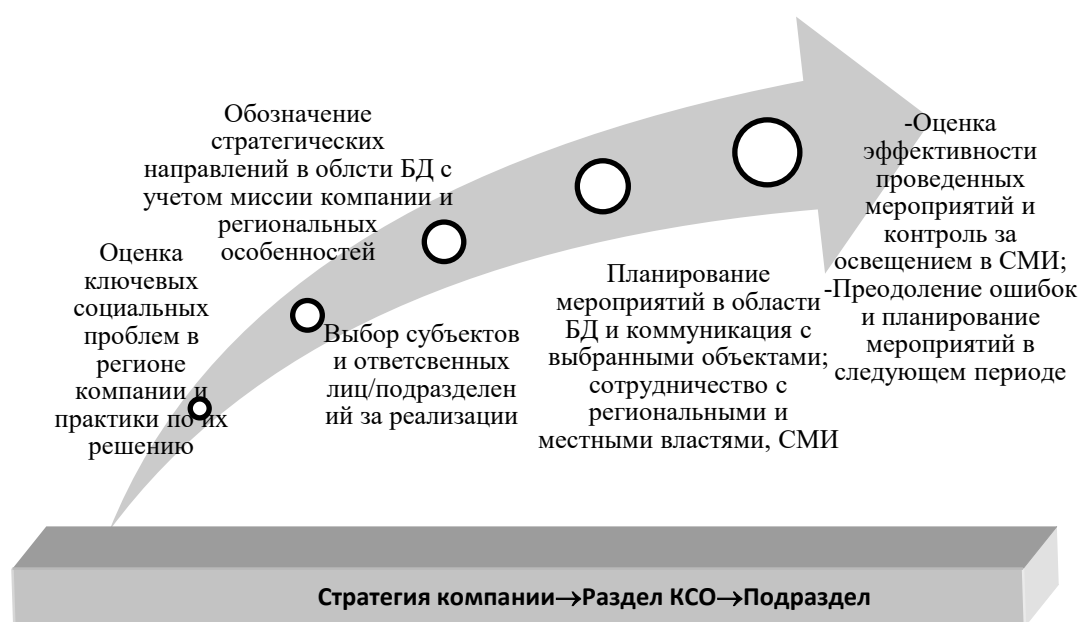 Оценка
ключевых
социальных
проблем в
регионе
компании и
практики по их
решению
Обозначение
стратегических
направлений в облсти БД с
учетом миссии компании и
региональных
особенностей
Выбор субъектов
и ответсвенных
лиц/подразделен
ий за реализации
Планирование
мероприятий в области
БД и коммуникация с
выбранными объектами;
сотрудничество с
региональными и
местными властями, СМИ
-Оценка
эффективности
проведенных
мероприятий и
контроль за
освещением в СМИ;
-Преодоление ошибок
и планирование
мероприятий в
следующем периоде
Стратегия компании→Раздел КСО→Подраздел